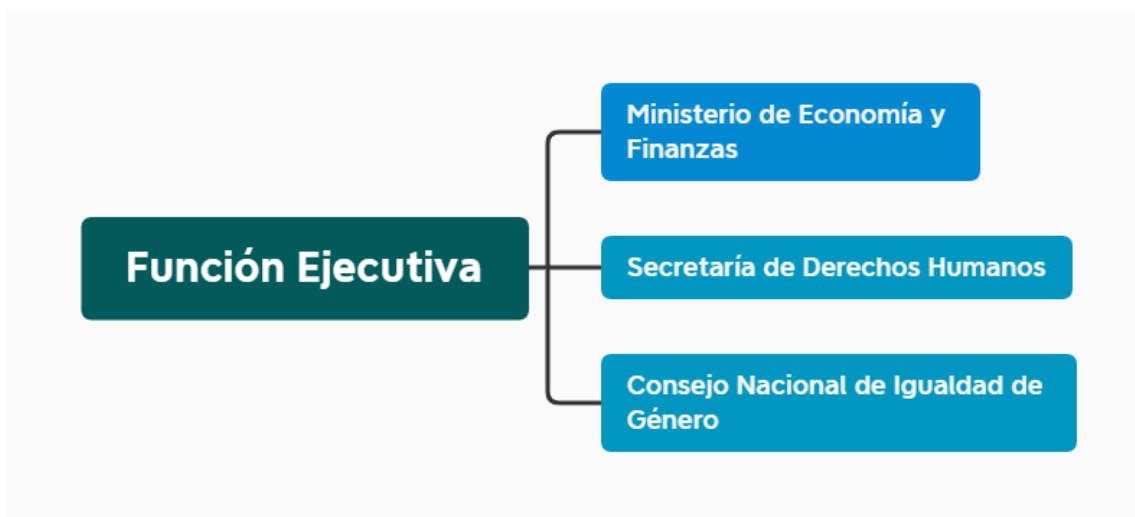 Función Ejecutiva
Ministerio de Economía y
Finanzas
Secretaría de Derechos Humanos
Consejo Nacional de Igualdad de
Género